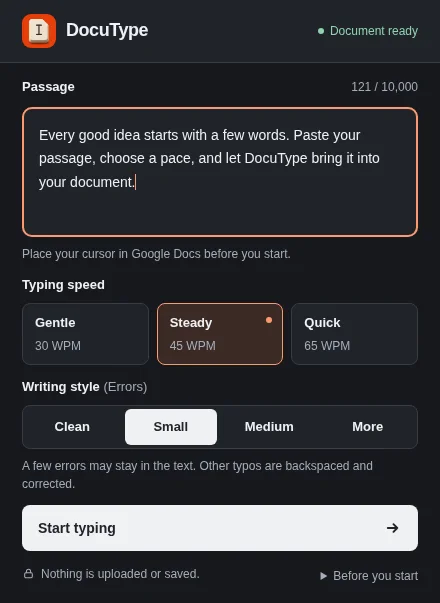 DocuType
Document ready
Passage
121 / 10,000
Every good idea starts with a few words. Paste your
passage, choose a pace, and let DocuType bring it into
your document.
Place your cursor in Google Docs before you start.
Typing speed
Gentle
30 WPM
Steady
45 WPM
Quick
65 WPM
Writing style (Errors)
Clean
Small
Medium
More
A few errors may stay in the text. Other typos are backspaced and
corrected.
Start typing
Nothing is uploaded or saved.
Before you start